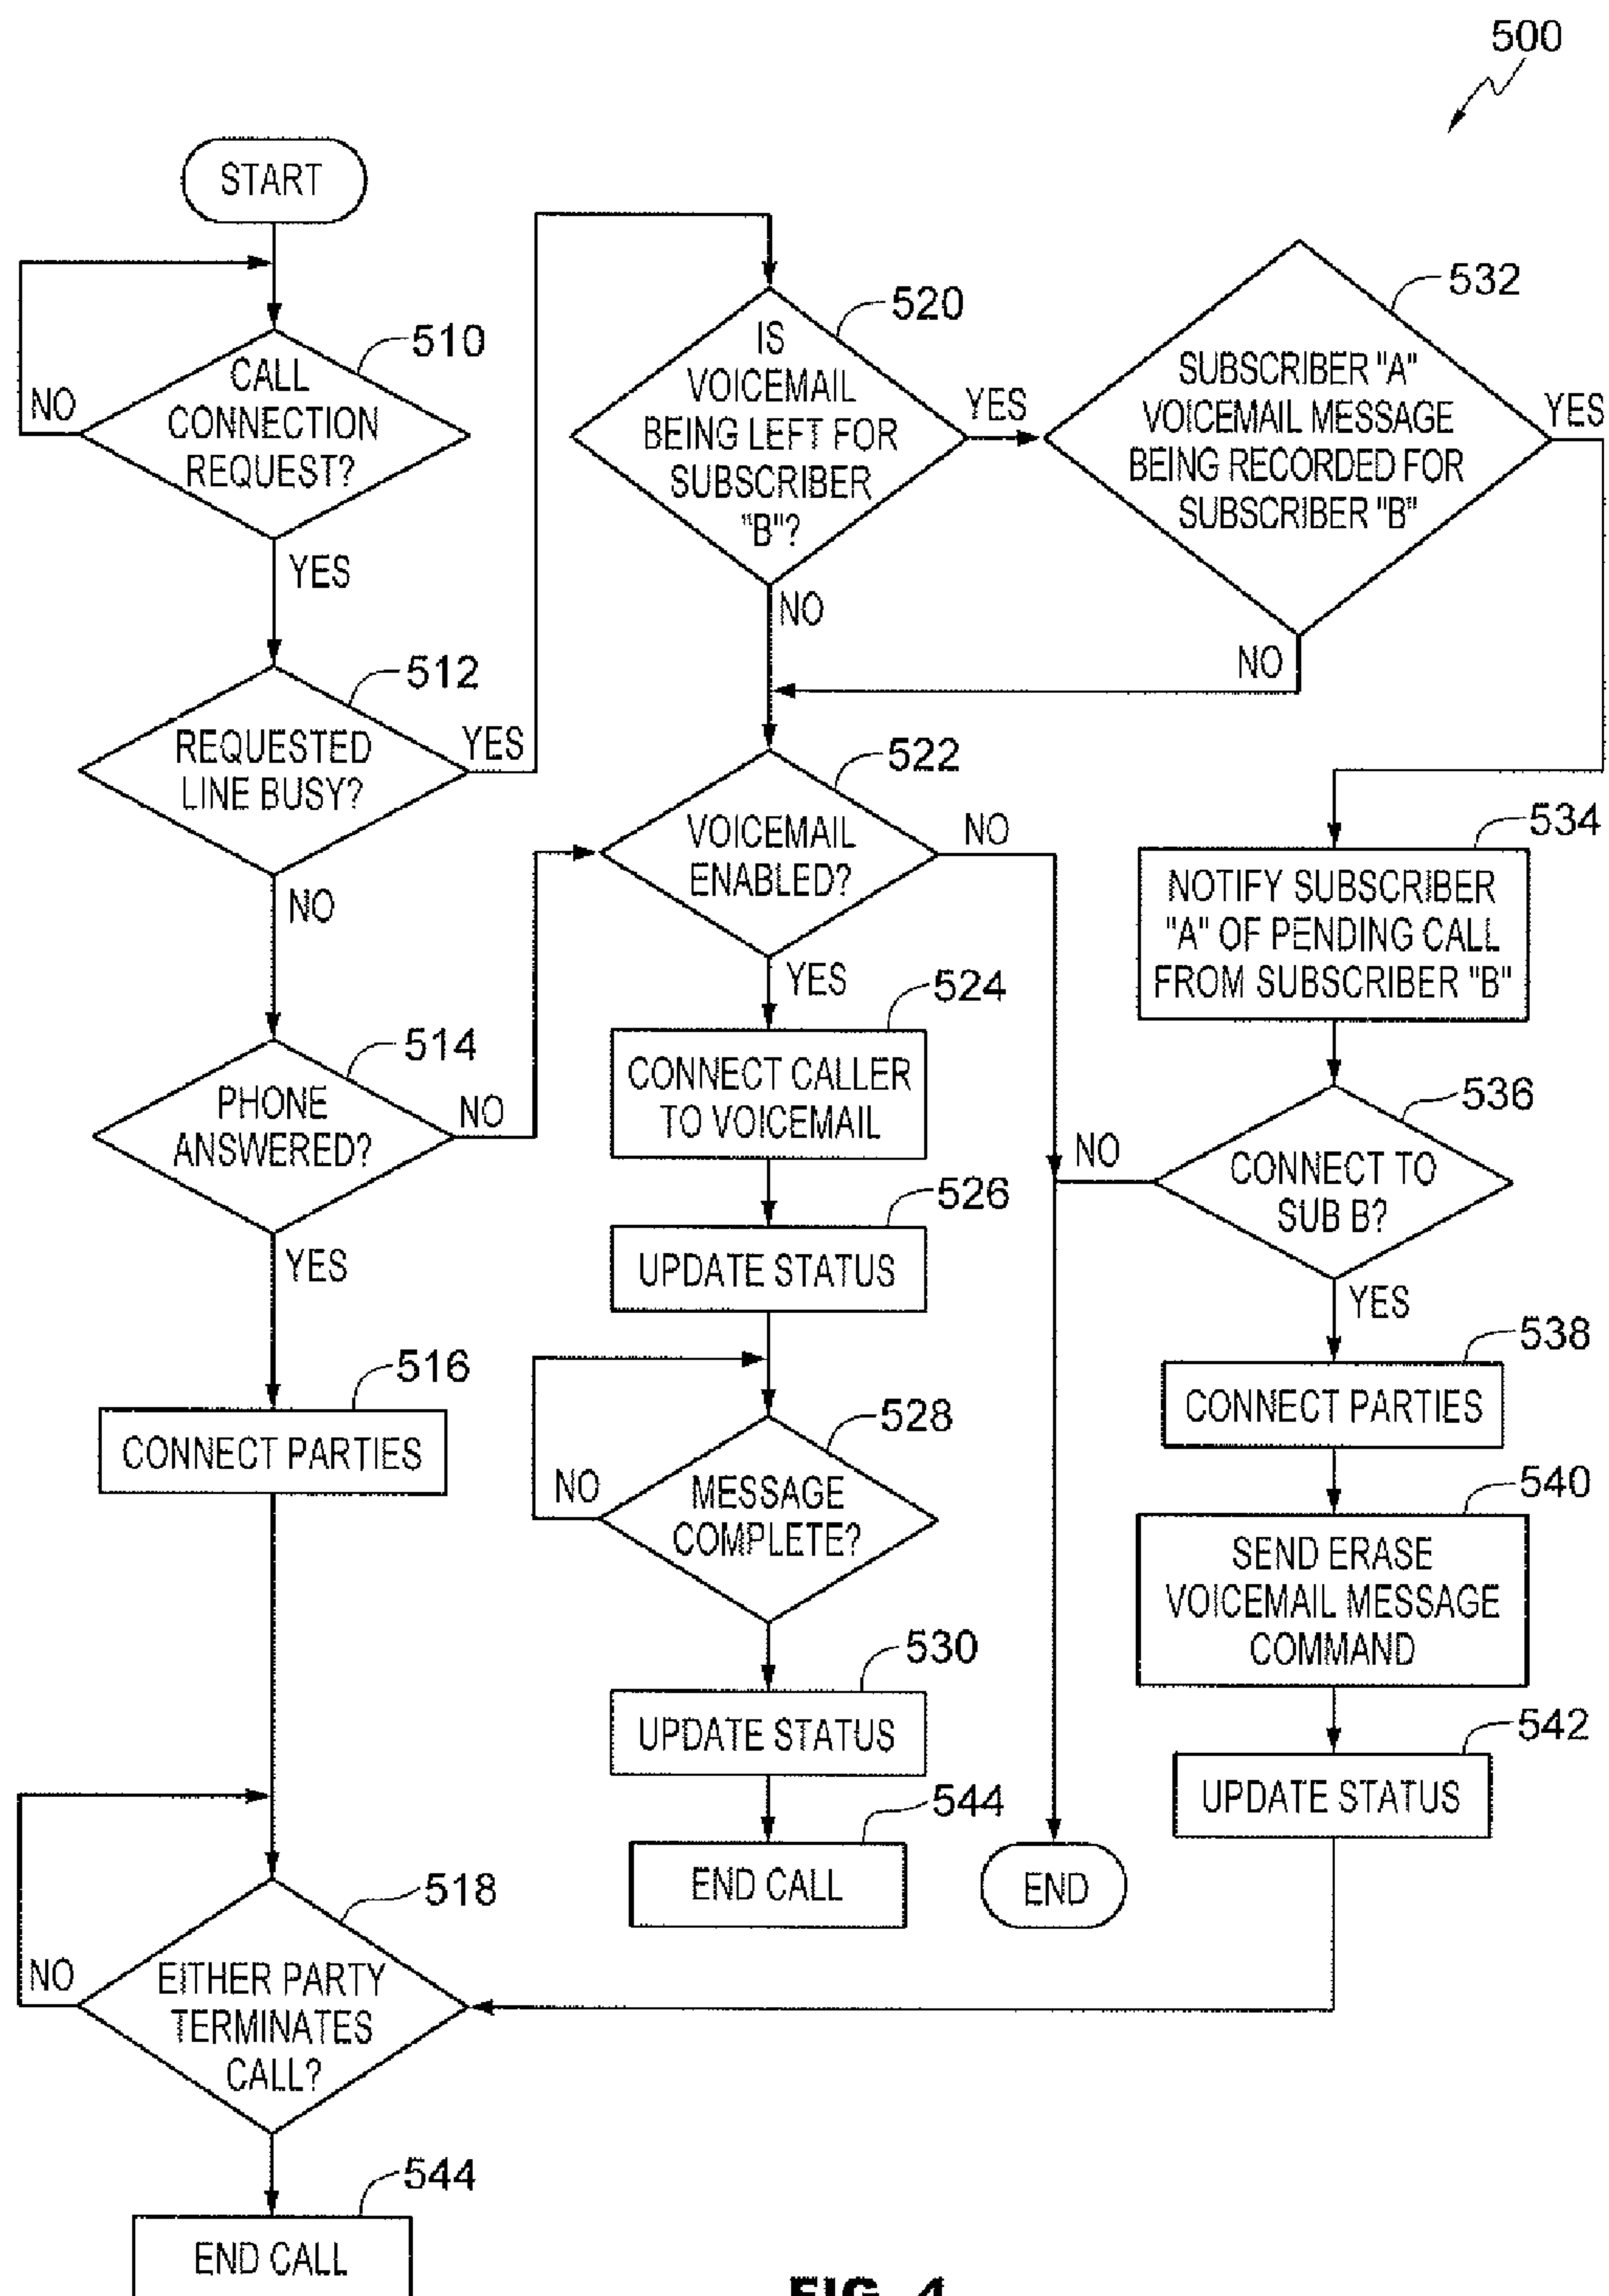 500
START
510
CALL
CONNECTION
REQUEST?
NO
YES
512
REQUESTED
LINE BUSY?
YES
NO
514
PHONE
ANSWERED?
NO
YES
516
CONNECT PARTIES
518
EITHER PARTY
TERMINATES
CALL?
NO
544
END CALL
520
IS
VOICEMAIL
BEING LEFT FOR
SUBSCRIBER
"B"?
YES
NO
522
VOICEMAIL
ENABLED?
NO
YES
524
CONNECT CALLER
TO VOICEMAIL
526
UPDATE STATUS
528
MESSAGE
COMPLETE?
NO
530
UPDATE STATUS
544
END CALL
END
532
SUBSCRIBER "A"
VOICEMAIL MESSAGE
BEING RECORDED FOR
SUBSCRIBER "B"
YES
NO
534
NOTIFY SUBSCRIBER
"A" OF PENDING CALL
FROM SUBSCRIBER "B"
536
CONNECT TO
SUB B?
NO
YES
538
CONNECT PARTIES
540
SEND ERASE
VOICEMAIL MESSAGE
COMMAND
542
UPDATE STATUS
FIG. 4